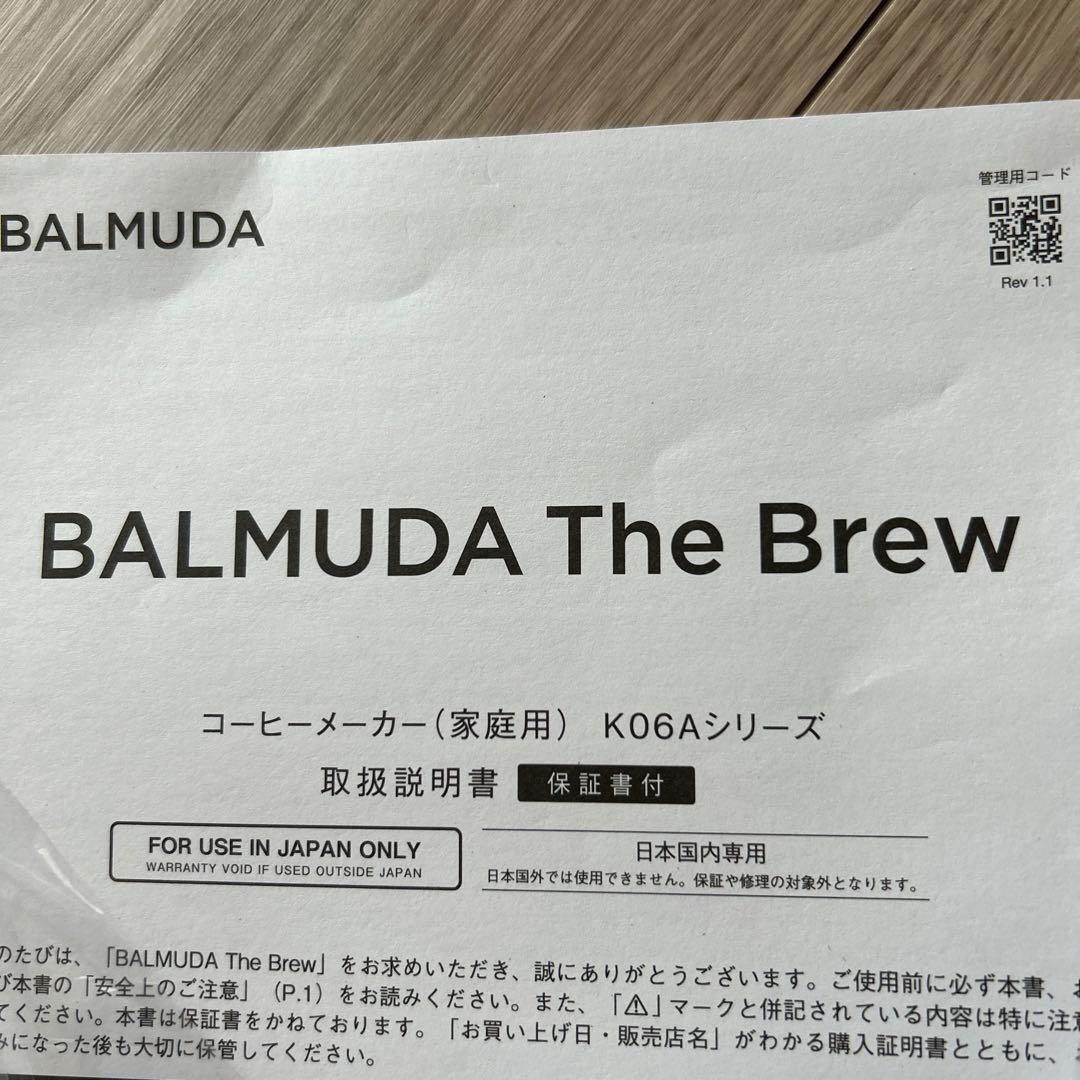 管理用コード
BALMUDA
Rev 1.1
BALMUDA The Brew
コーヒーメーカー（家庭用） K06Aシリーズ
取扱説明書 保証書付
FOR USE IN JAPAN ONLY
WARRANTY VOID IF USED OUTSIDE JAPAN
日本国内専用
日本国外では使用できません。保証や修理の対象外となります。
のたびは、「BALMUDA The Brew」をお求めいただき、誠にありがとうございます。ご使用前に必ず本書、お
び本書の「安全上のご注意」（P.1）をお読みください。また、「⚠」マークと併記されている内容は特に注意
てください。本書は保証書をかねております。「お買い上げ日・販売店名」がわかる購入証明書とともに、
みになった後も大切に保管してください。